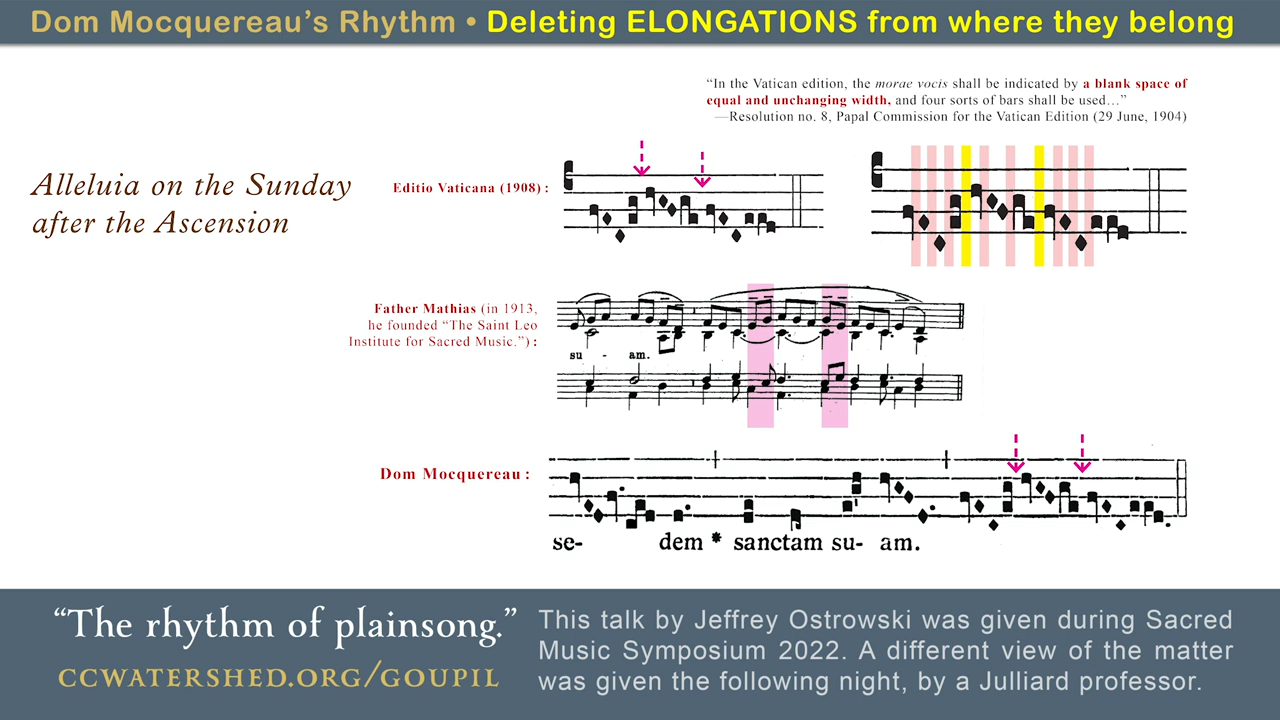 Dom Mocquereau’s Rhythm • Deleting ELONGATIONS from where they belong
“In the Vatican edition, the morae vocis shall be indicated by a blank space of
equal and unchanging width, and four sorts of bars shall be used…”
—Resolution no. 8, Papal Commission for the Vatican Edition (29 June, 1904)
Alleluia on the Sunday
after the Ascension
Editio Vaticana (1908) :
Father Mathias (in 1913,
he founded “The Saint Leo
Institute for Sacred Music.”) :
su - am.
Dom Mocquereau :
se- dem * sanctam su- am.
“The rhythm of plainsong.”
CCWATERSHED.ORG/GOUPIL
This talk by Jeffrey Ostrowski was given during Sacred
Music Symposium 2022. A different view of the matter
was given the following night, by a Julliard professor.